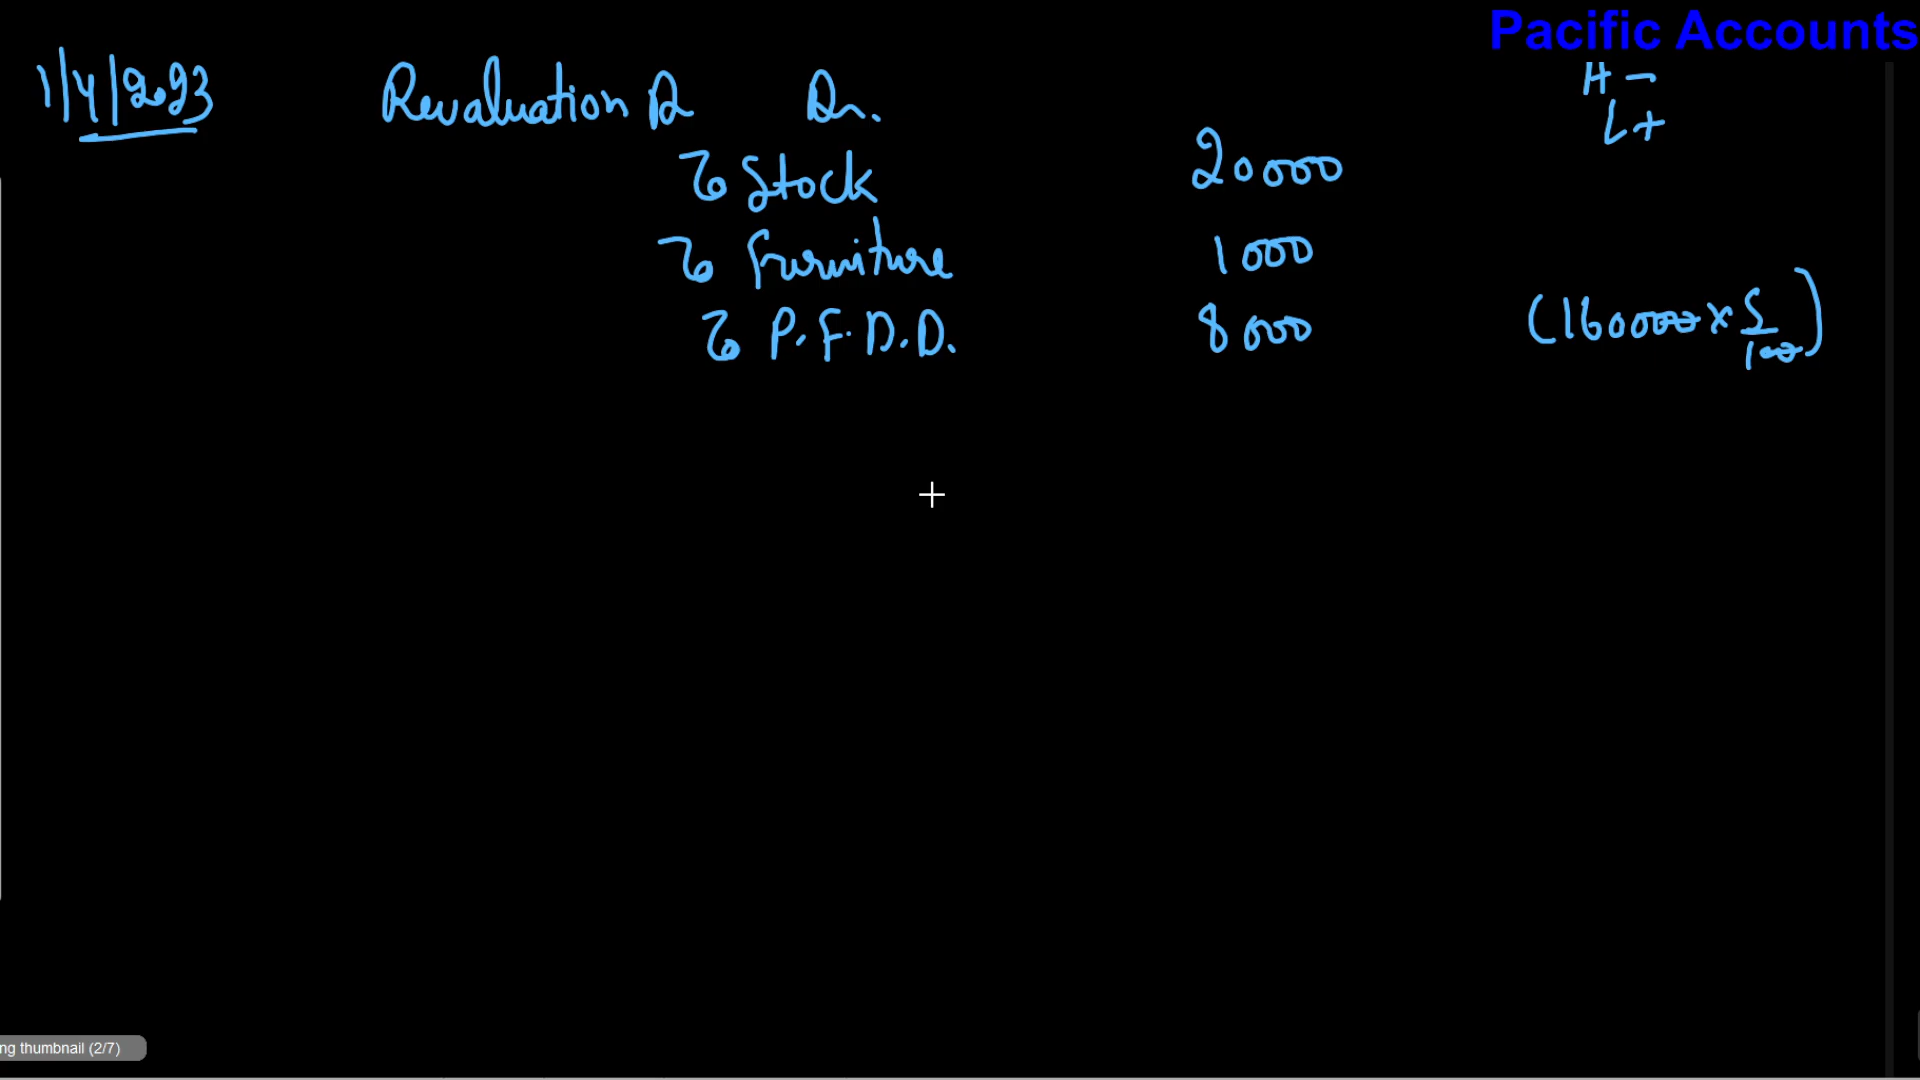 Pacific Accounts
1/4/2023 Revaluation A Dr.
A -
L +
To Stock 20000
To Furniture 1000
To P.F.D.D. 8000 (160000 x 5/100)
ng thumbnail (2/7)